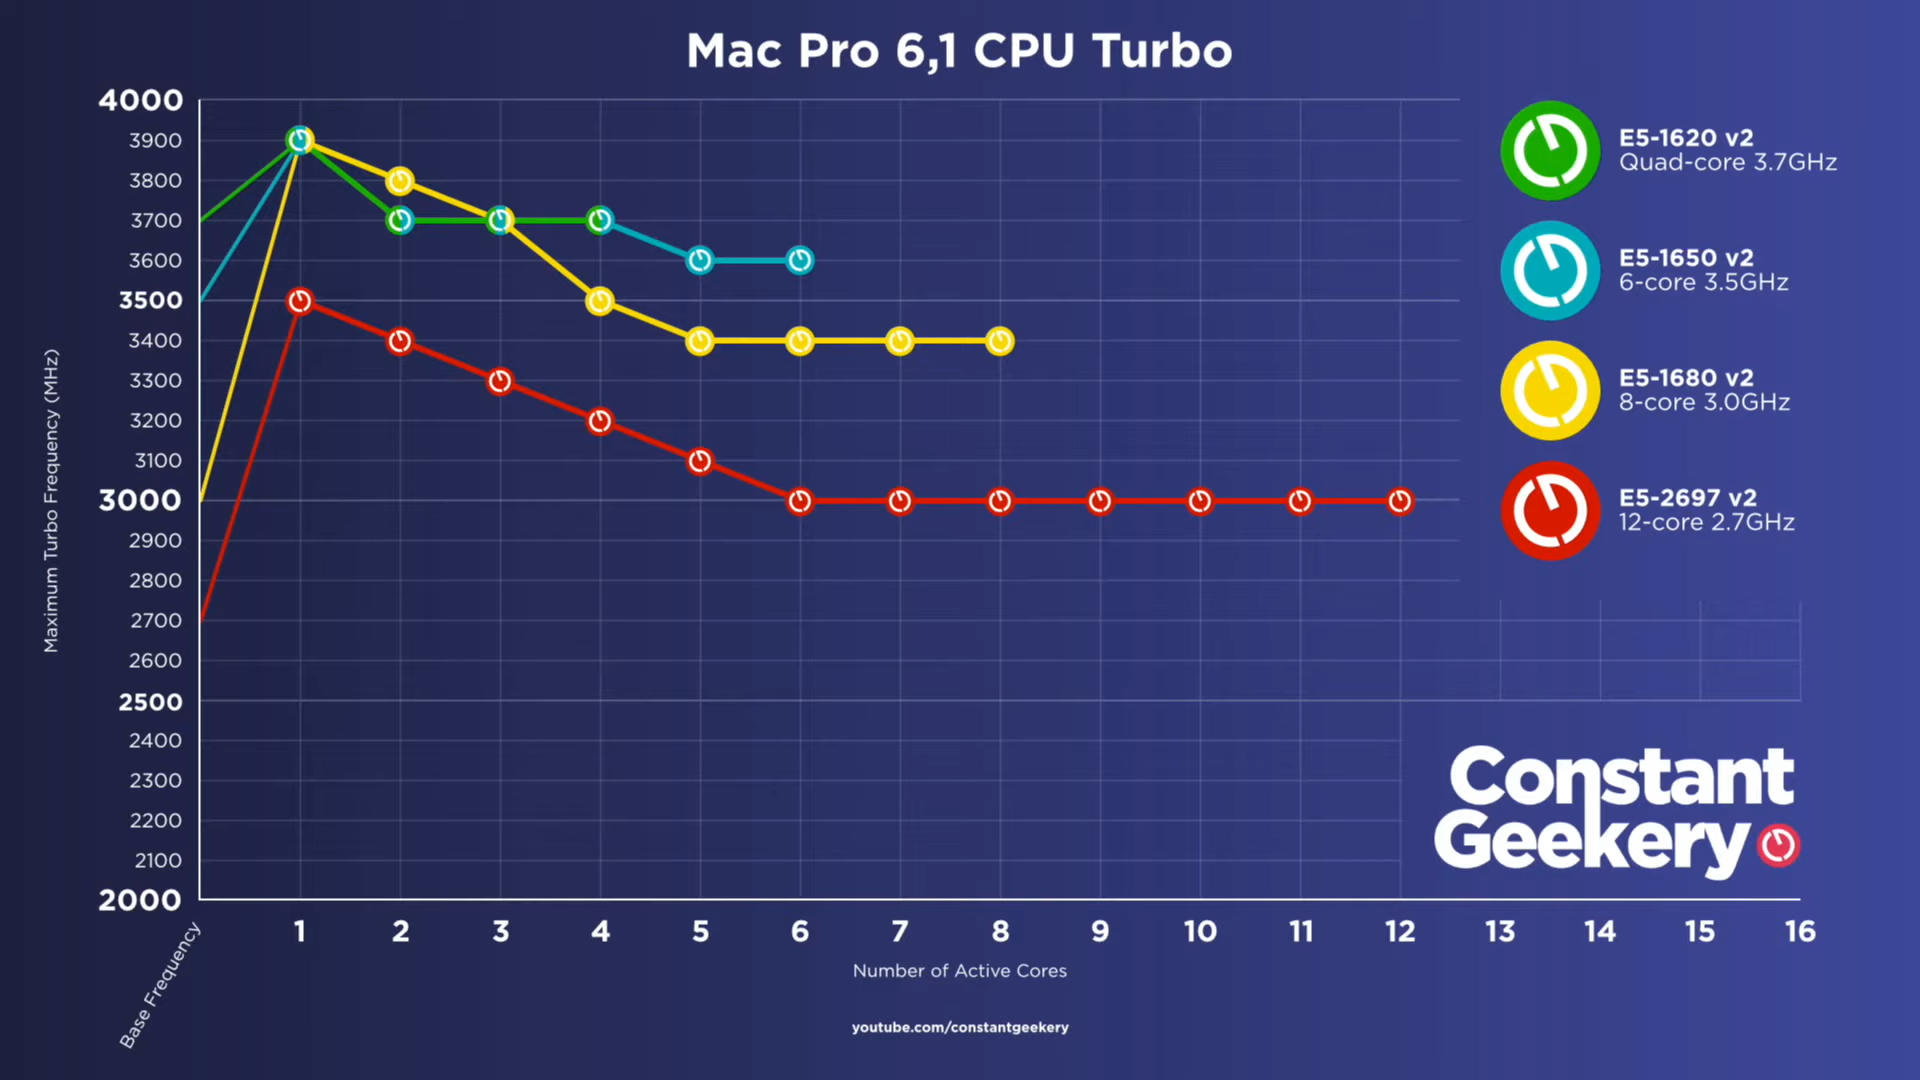 Mac Pro 6,1 CPU Turbo
4000
3900
3800
3700
3600
3500
3400
3300
3200
3100
3000
2900
2800
2700
2600
2500
2400
2300
2200
2100
2000
Maximum Turbo Frequency (MHz)
Base Frequency
1 2 3 4 5 6 7 8 9 10 11 12 13 14 15 16
Number of Active Cores
youtube.com/constantgeekery
E5-1620 v2
Quad-core 3.7GHz
E5-1650 v2
6-core 3.5GHz
E5-1680 v2
8-core 3.0GHz
E5-2697 v2
12-core 2.7GHz
Constant
Geekery